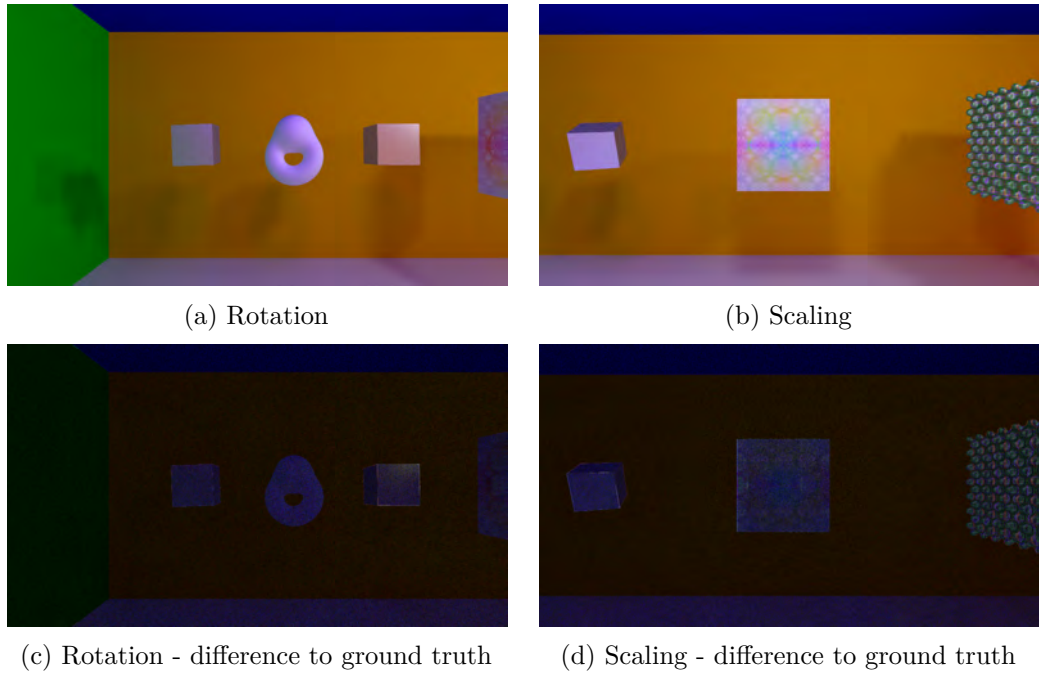 (a) Rotation
(b) Scaling
(c) Rotation - difference to ground truth
(d) Scaling - difference to ground truth